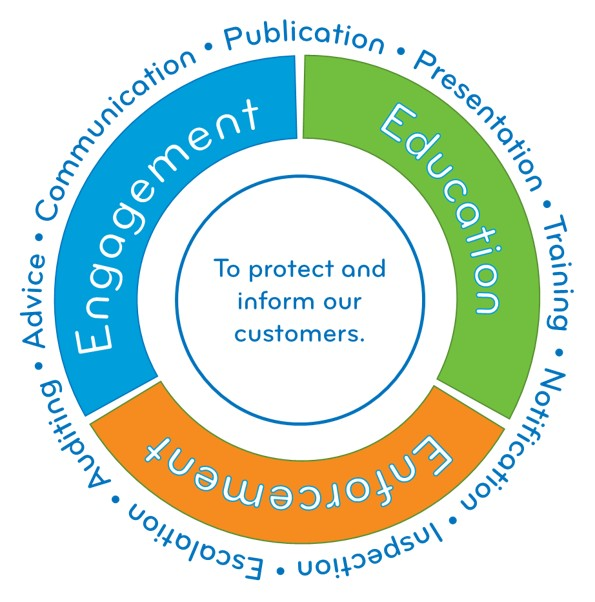 Publication • Presentation • Training • Notification • Inspection • Escalation • Auditing • Advice • Communication •
Education
Enforcement
Engagement
To protect and
inform our
customers.